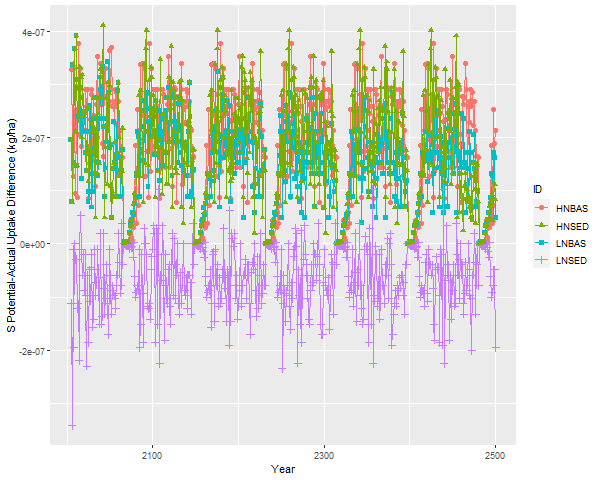 S Potential-Actual Uptake Difference (kg/ha)
4e-07
2e-07
0e+00
-2e-07
2100
2300
2500
Year
ID
HNBAS
HNSED
LNBAS
LNSED